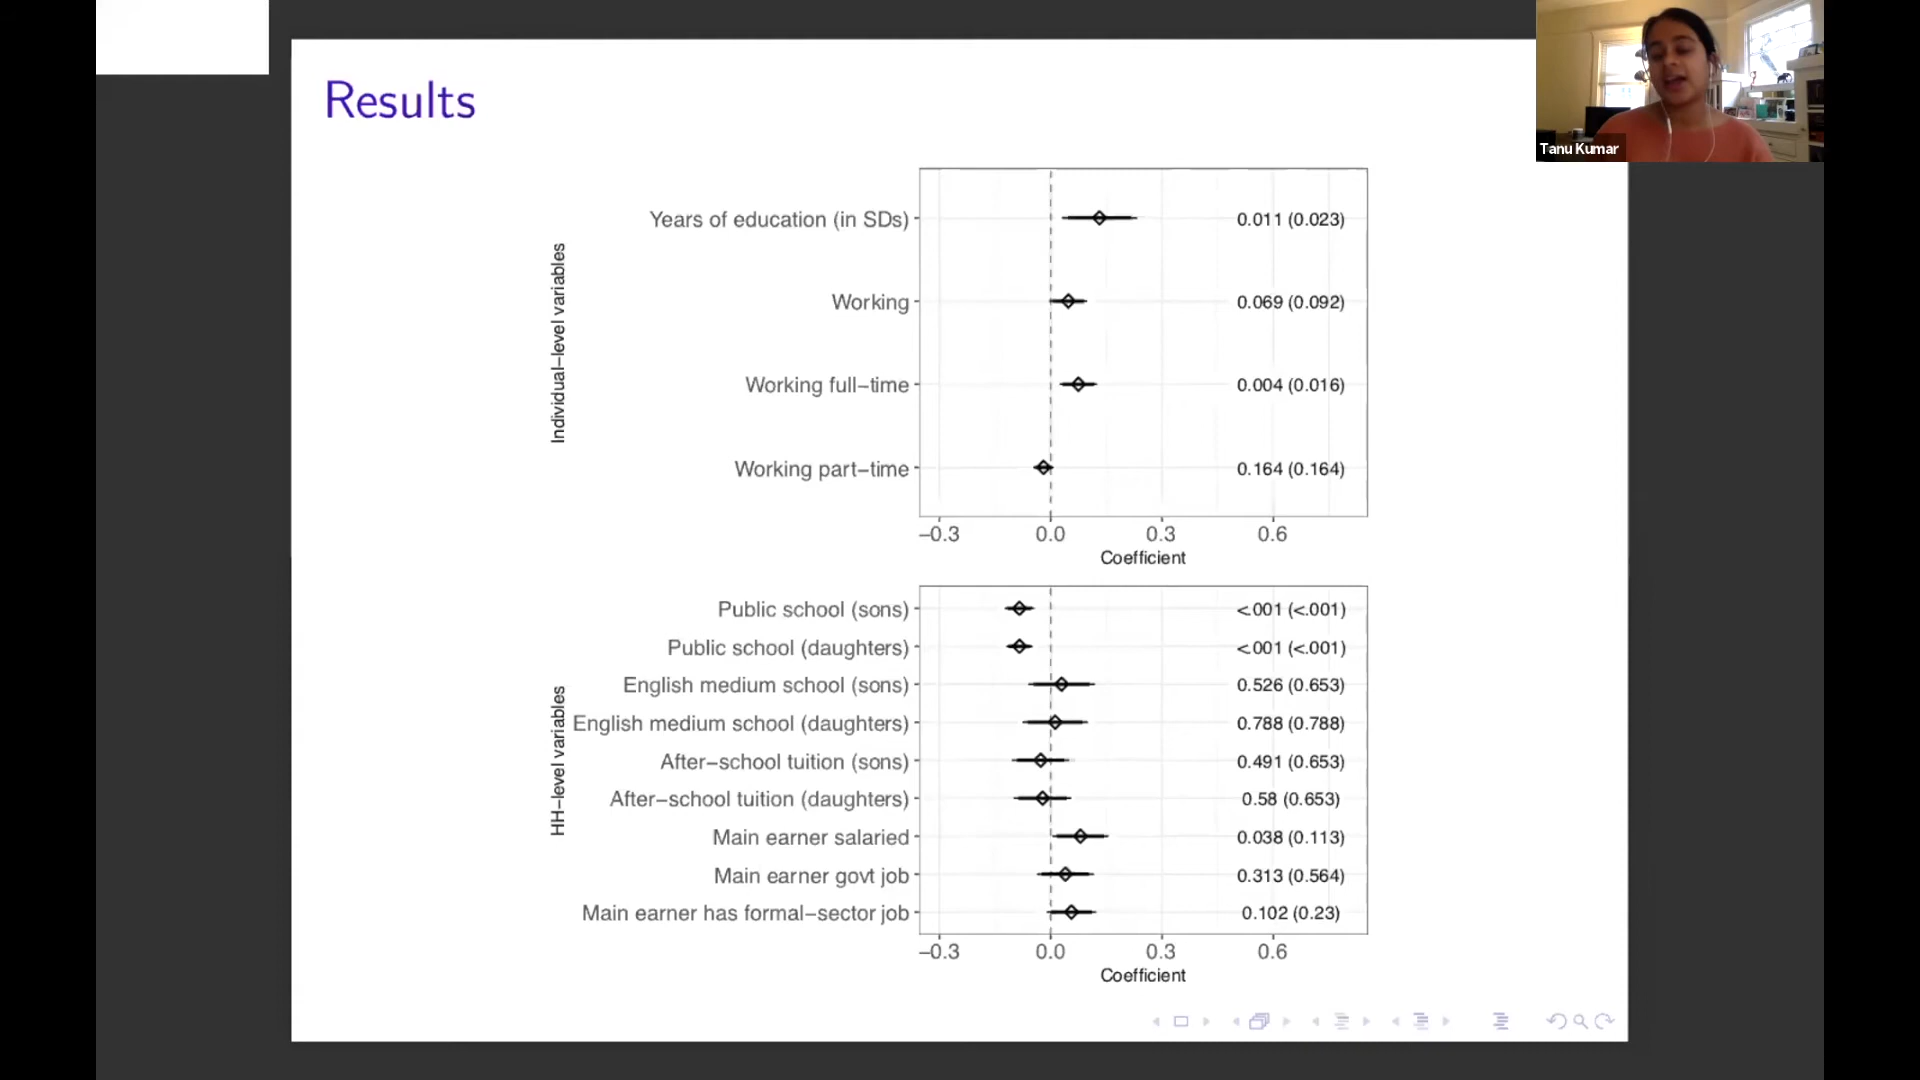 Results
Tanu Kumar
Individual–level variables
Years of education (in SDs)
0.011 (0.023)
Working
0.069 (0.092)
Working full–time
0.004 (0.016)
Working part–time
0.164 (0.164)
–0.3 0.0 0.3 0.6
Coefficient
HH–level variables
Public school (sons)
<001 (<.001)
Public school (daughters)
<001 (<.001)
English medium school (sons)
0.526 (0.653)
English medium school (daughters)
0.788 (0.788)
After–school tuition (sons)
0.491 (0.653)
After–school tuition (daughters)
0.58 (0.653)
Main earner salaried
0.038 (0.113)
Main earner govt job
0.313 (0.564)
Main earner has formal–sector job
0.102 (0.23)
–0.3 0.0 0.3 0.6
Coefficient